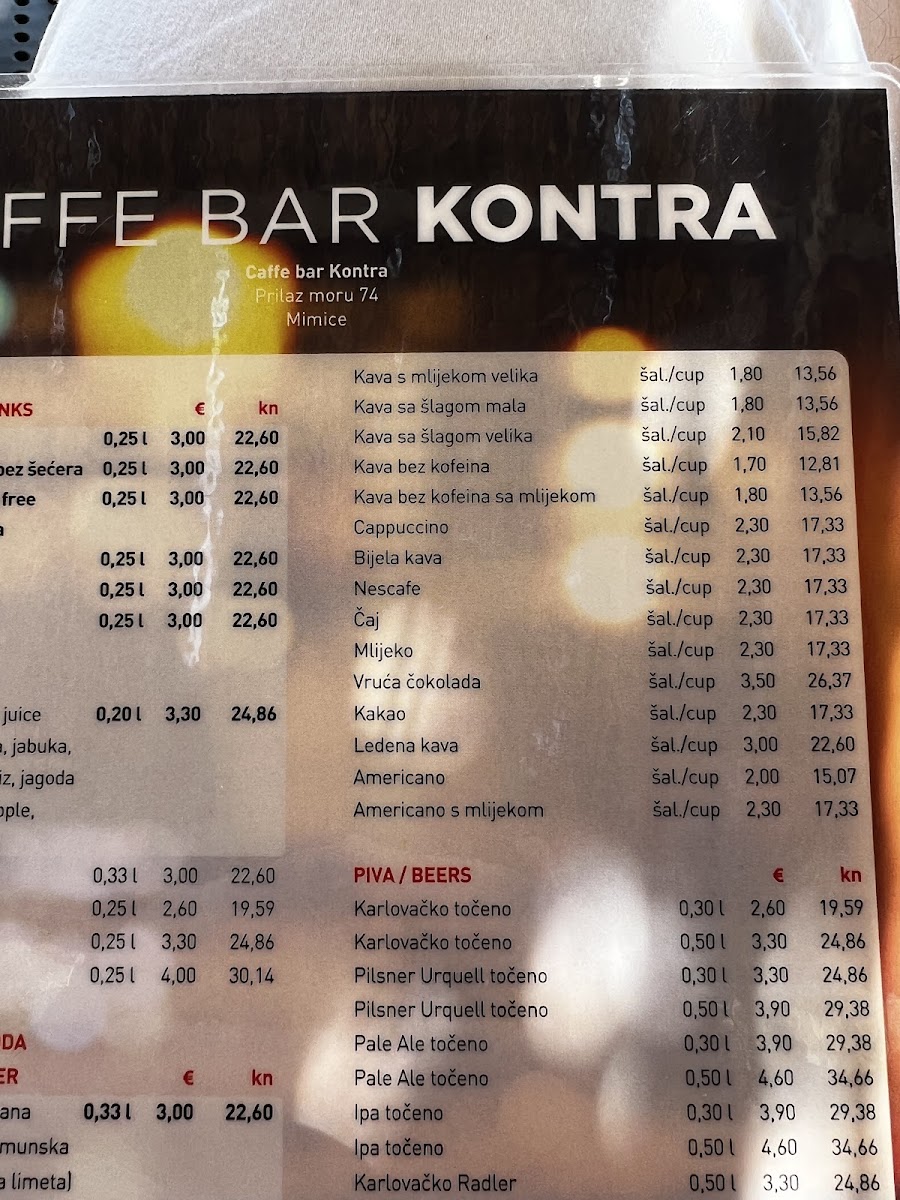 FFE BAR KONTRA
Caffe bar Kontra
Prilaz moru 74
Mimice
NKS € kn
0,25 l 3,00 22,60
bez šećera 0,25 l 3,00 22,60
free 0,25 l 3,00 22,60
a
0,25 l 3,00 22,60
0,25 l 3,00 22,60
0,25 l 3,00 22,60
juice 0,20 l 3,30 24,86
, jabuka,
iz, jagoda
pple,
0,33 l 3,00 22,60
0,25 l 2,60 19,59
0,25 l 3,30 24,86
0,25 l 4,00 30,14
DA
ER € kn
ana 0,33 l 3,00 22,60
munska
a limeta)
Kava s mlijekom velika šal./cup 1,80 13,56
Kava sa šlagom mala šal./cup 1,80 13,56
Kava sa šlagom velika šal./cup 2,10 15,82
Kava bez kofeina šal./cup 1,70 12,81
Kava bez kofeina sa mlijekom šal./cup 1,80 13,56
Cappuccino šal./cup 2,30 17,33
Bijela kava šal./cup 2,30 17,33
Nescafe šal./cup 2,30 17,33
Čaj šal./cup 2,30 17,33
Mlijeko šal./cup 2,30 17,33
Vruća čokolada šal./cup 3,50 26,37
Kakao šal./cup 2,30 17,33
Ledena kava šal./cup 3,00 22,60
Americano šal./cup 2,00 15,07
Americano s mlijekom šal./cup 2,30 17,33
PIVA / BEERS € kn
Karlovačko točeno 0,30 l 2,60 19,59
Karlovačko točeno 0,50 l 3,30 24,86
Pilsner Urquell točeno 0,30 l 3,30 24,86
Pilsner Urquell točeno 0,50 l 3,90 29,38
Pale Ale točeno 0,30 l 3,90 29,38
Pale Ale točeno 0,50 l 4,60 34,66
Ipa točeno 0,30 l 3,90 29,38
Ipa točeno 0,50 l 4,60 34,66
Karlovačko Radler 0,50 l 3,30 24,86